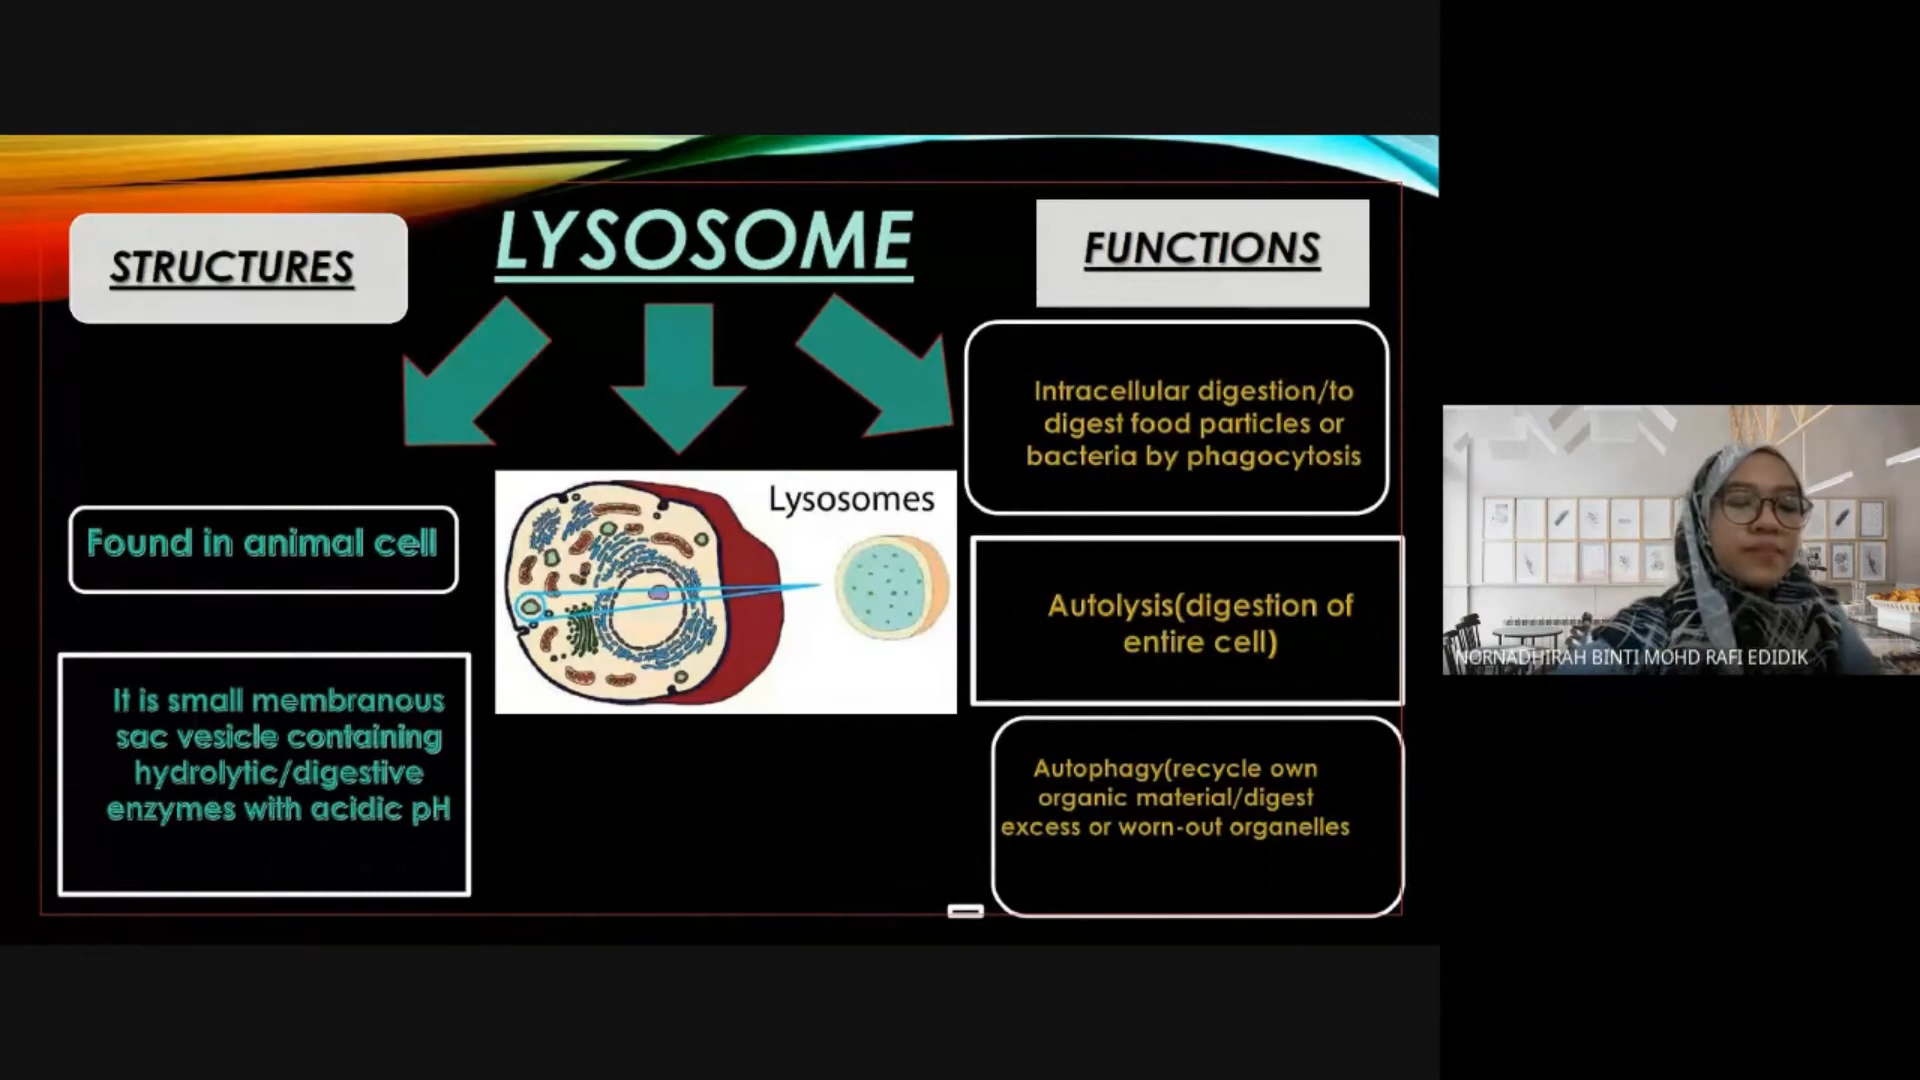 LYSOSOME
STRUCTURES
Found in animal cell
It is small membranous
sac vesicle containing
hydrolytic/digestive
enzymes with acidic pH
Lysosomes
FUNCTIONS
Intracellular digestion/to
digest food particles or
bacteria by phagocytosis
Autolysis(digestion of
entire cell)
Autophagy(recycle own
organic material/digest
excess or worn-out organelles
NORNADHIRAH BINTI MOHD RAFI EDIDIK